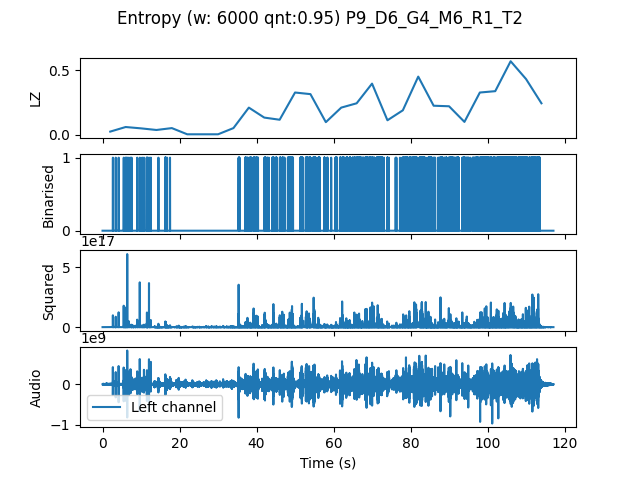 Entropy (w: 6000 qnt:0.95) P9_D6_G4_M6_R1_T2
LZ
0.5
0.0
Binarised
1
0
1e17
Squared
5
0
1e9
Audio
0
−1
Left channel
0 20 40 60 80 100 120
Time (s)